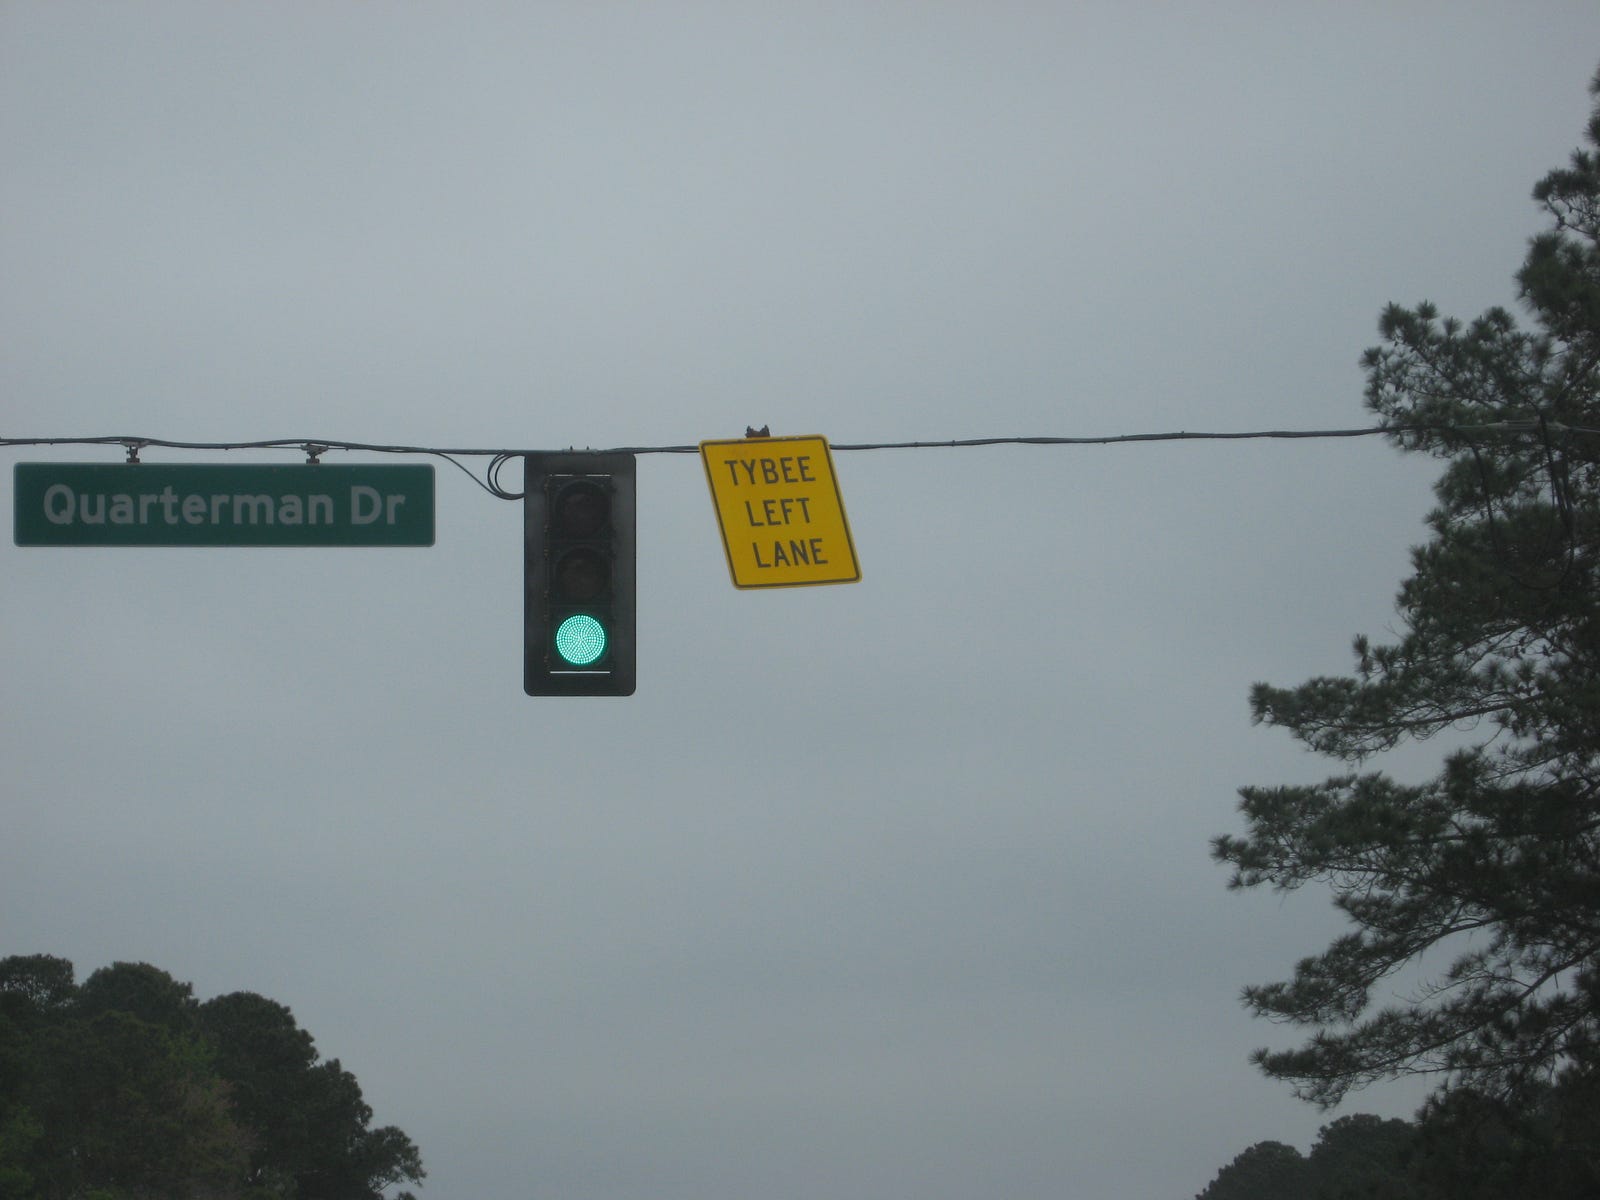 Quarterman Dr
TYBEE
LEFT
LANE